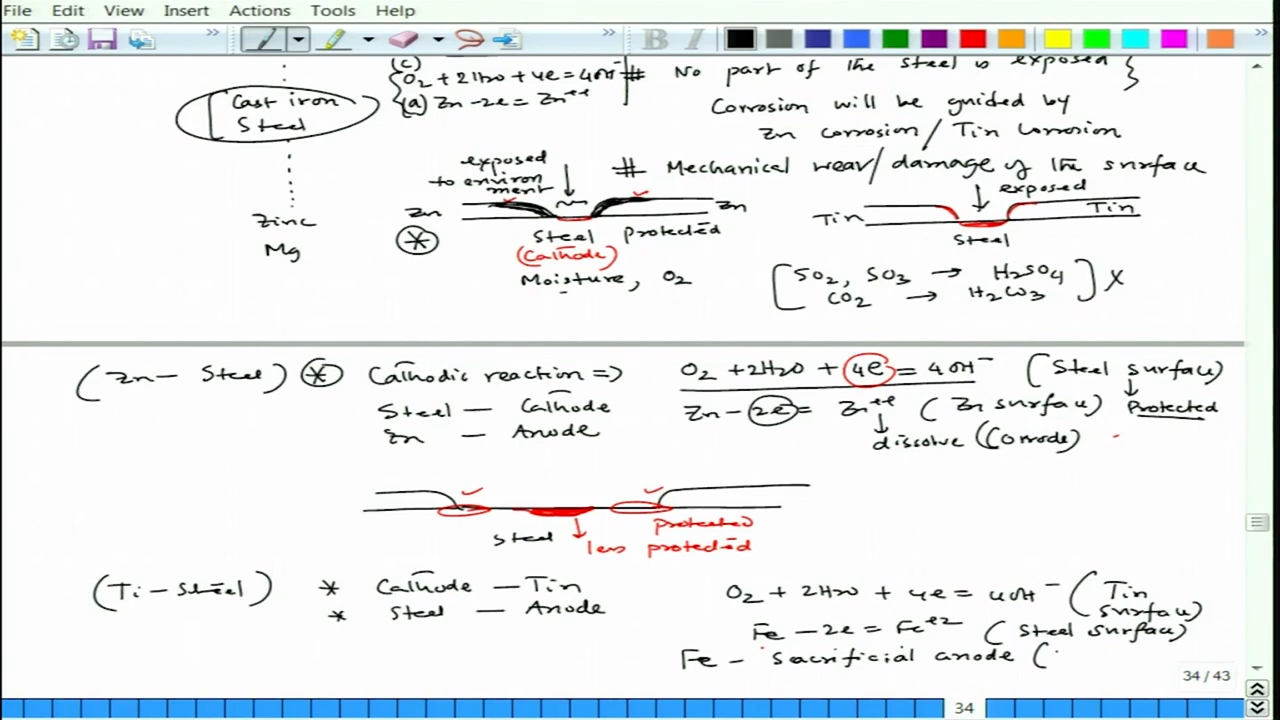 File Edit View Insert Actions Tools Help
B I
(c)
O2 + 2H2O + 4e = 4OH-
(a) Zn - 2e = Zn++
# No part of the steel is exposed
Cast iron
Steel
Corrosion will be guided by
Zn corrosion / Tin Corrosion
# Mechanical wear/damage of the surface
exposed
to environ
ment
Zn
Zn
Steel protected
(Cathode)
Moisture, O2
exposed
Tin
Tin
Steel
Zinc
Mg
[SO2, SO3 → H2SO4
CO2 → H2CO3] X
(Zn - Steel) * Cathodic reaction => O2 + 2H2O + 4e = 4OH- (Steel surface)
Steel - Cathode
Zn - Anode
Zn - 2e = Zn++ (Zn surface) Protected
dissolve (Corrode)
Steel
protected
less protected
(Ti - Steel) * Cathode - Tin
* Steel - Anode
O2 + 2H2O + 4e = 4OH- (Tin
surface)
Fe - 2e = Fe+2 (Steel surface)
Fe - sacrificial anode (
34 / 43
34